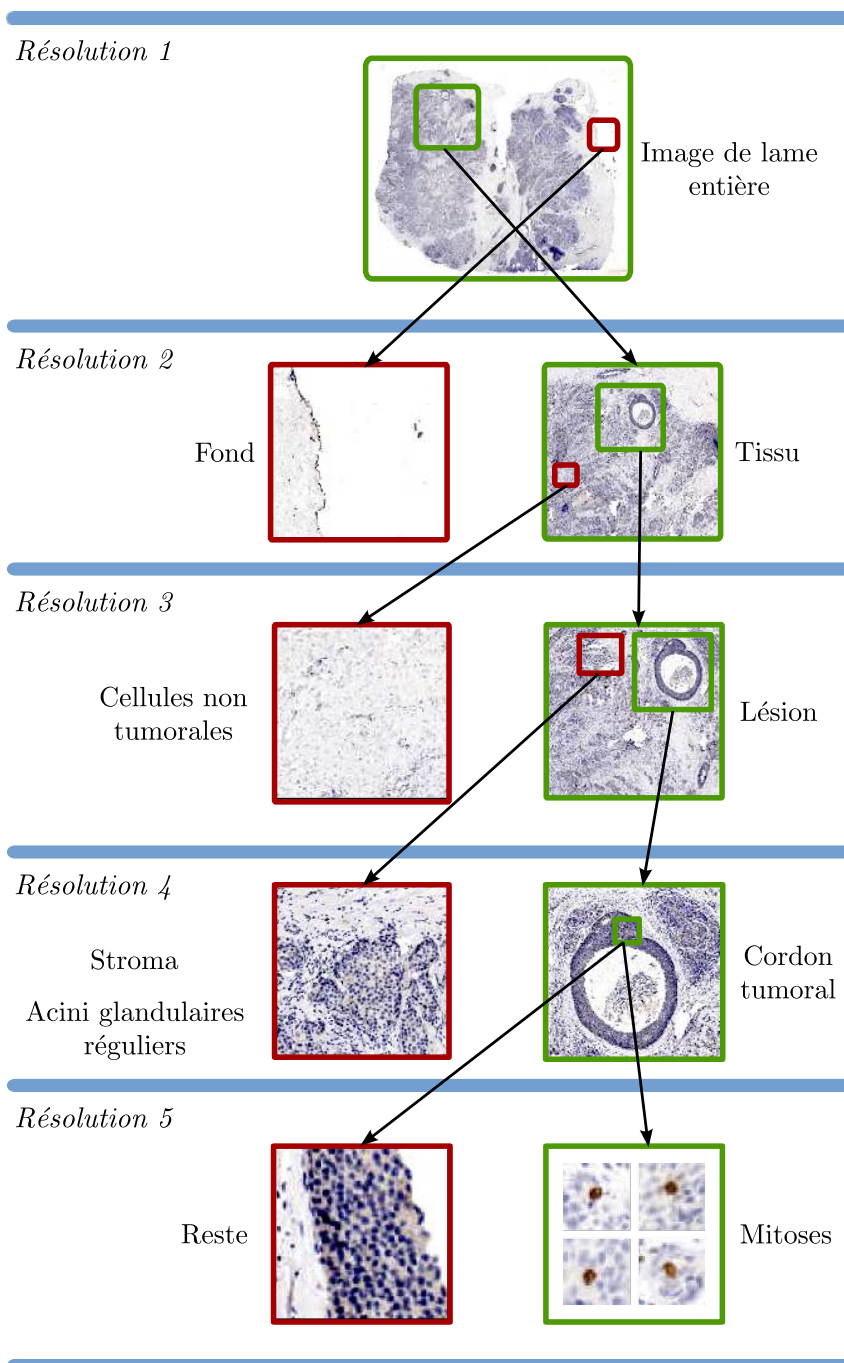 Résolution 1
Image de lame
entière
Résolution 2
Fond
Tissu
Résolution 3
Cellules non
tumorales
Lésion
Résolution 4
Stroma
Acini glandulaires
réguliers
Cordon
tumoral
Résolution 5
Reste
Mitoses